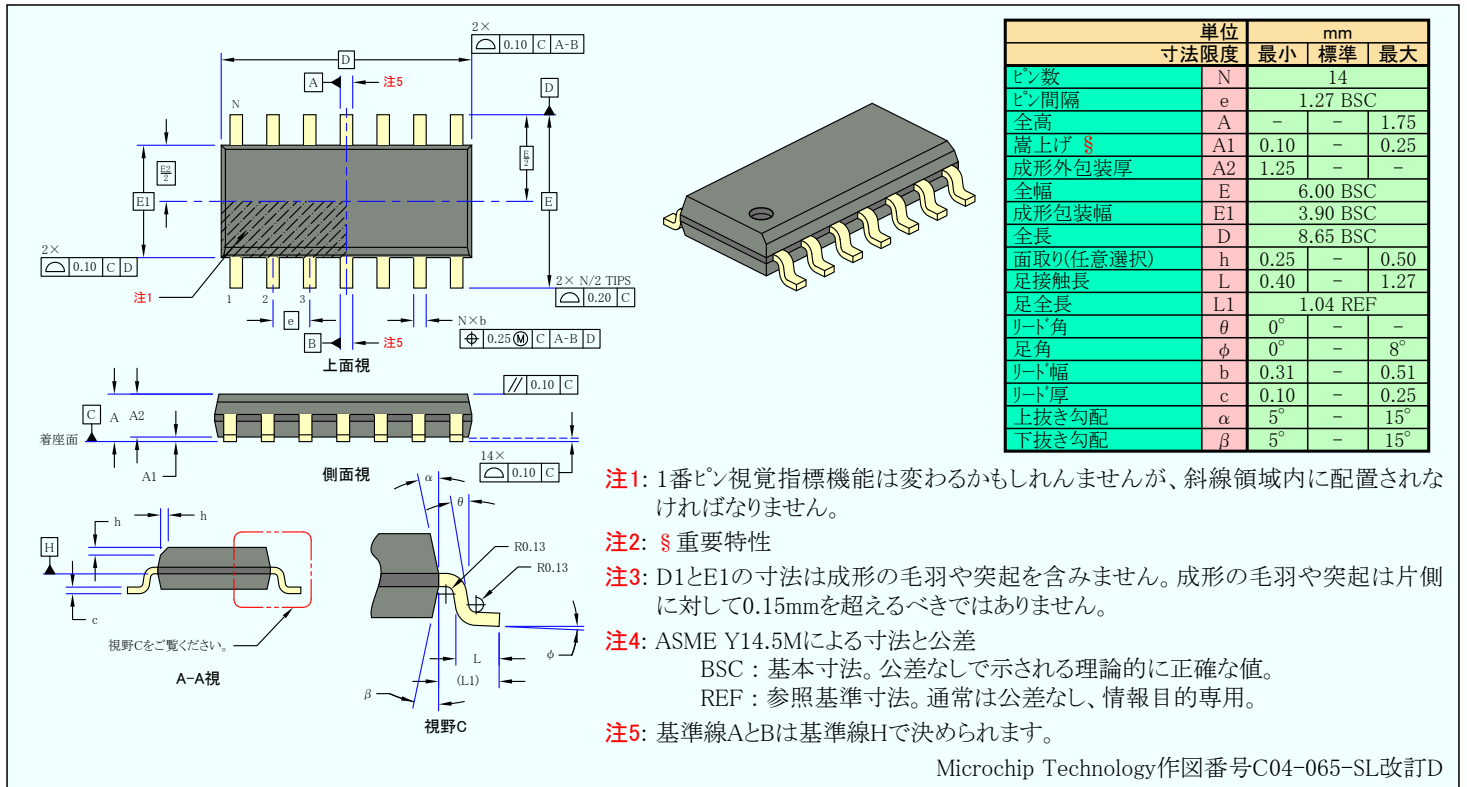 2×
0.10 C A-B
D
A 注5
D
N
E2/2
E/2
E1
E
2×
0.10 C D
2× N/2 TIPS
0.20 C
注1
1 2 3
e
N×b
B 注5
0.25 Ⓜ C A-B D
上面視
// 0.10 C
C A A2
着座面
A1
側面視
14×
0.10 C
h h
H
c
視野Cをご覧ください。
A-A視
α θ
R0.13
R0.13
L
(L1)
φ
β
視野C
単位 mm
寸法限度 最小 標準 最大
ピン数 N 14
ピン間隔 e 1.27 BSC
全高 A - - 1.75
嵩上げ § A1 0.10 - 0.25
成形外包装厚 A2 1.25 - -
全幅 E 6.00 BSC
成形包装幅 E1 3.90 BSC
全長 D 8.65 BSC
面取り(任意選択) h 0.25 - 0.50
足接触長 L 0.40 - 1.27
足全長 L1 1.04 REF
リード角 θ 0° - -
足角 φ 0° - 8°
リード幅 b 0.31 - 0.51
リード厚 c 0.10 - 0.25
上抜き勾配 α 5° - 15°
下抜き勾配 β 5° - 15°
注1: 1番ピン視覚指標機能は変わるかもしれんませんが、斜線領域内に配置されな
ければなりません。
注2: §重要特性
注3: D1とE1の寸法は成形の毛羽や突起を含みません。成形の毛羽や突起は片側
に対して0.15mmを超えるべきではありません。
注4: ASME Y14.5Mによる寸法と公差
BSC : 基本寸法。公差なしで示される理論的に正確な値。
REF : 参照基準寸法。通常は公差なし、情報目的専用。
注5: 基準線AとBは基準線Hで決められます。
Microchip Technology作図番号C04-065-SL改訂D